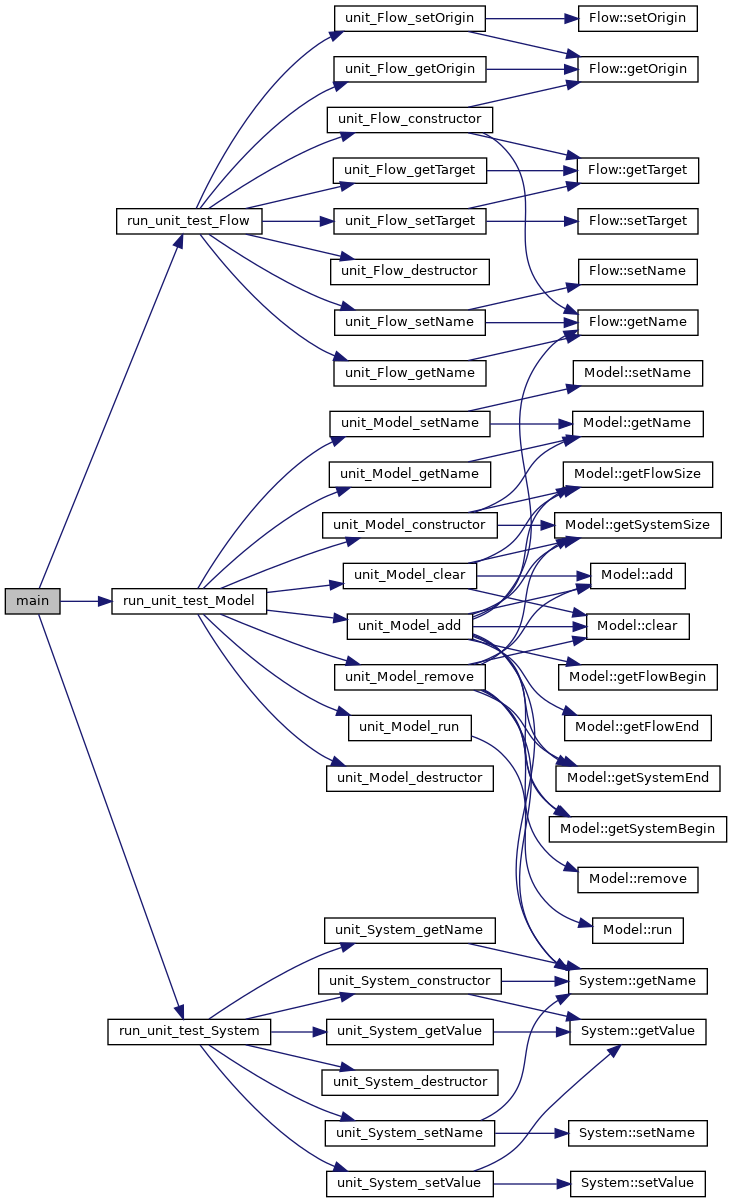 unit_Flow_setOrigin
Flow::setOrigin
unit_Flow_getOrigin
Flow::getOrigin
unit_Flow_constructor
unit_Flow_getTarget
Flow::getTarget
run_unit_test_Flow
unit_Flow_setTarget
Flow::setTarget
unit_Flow_destructor
Flow::setName
unit_Flow_setName
Flow::getName
unit_Flow_getName
Model::setName
unit_Model_setName
Model::getName
unit_Model_getName
Model::getFlowSize
unit_Model_constructor
Model::getSystemSize
unit_Model_clear
Model::add
main
run_unit_test_Model
unit_Model_add
Model::clear
unit_Model_remove
Model::getFlowBegin
unit_Model_run
Model::getFlowEnd
unit_Model_destructor
Model::getSystemEnd
Model::getSystemBegin
Model::remove
unit_System_getName
Model::run
unit_System_constructor
System::getName
run_unit_test_System
unit_System_getValue
System::getValue
unit_System_destructor
unit_System_setName
System::setName
unit_System_setValue
System::setValue